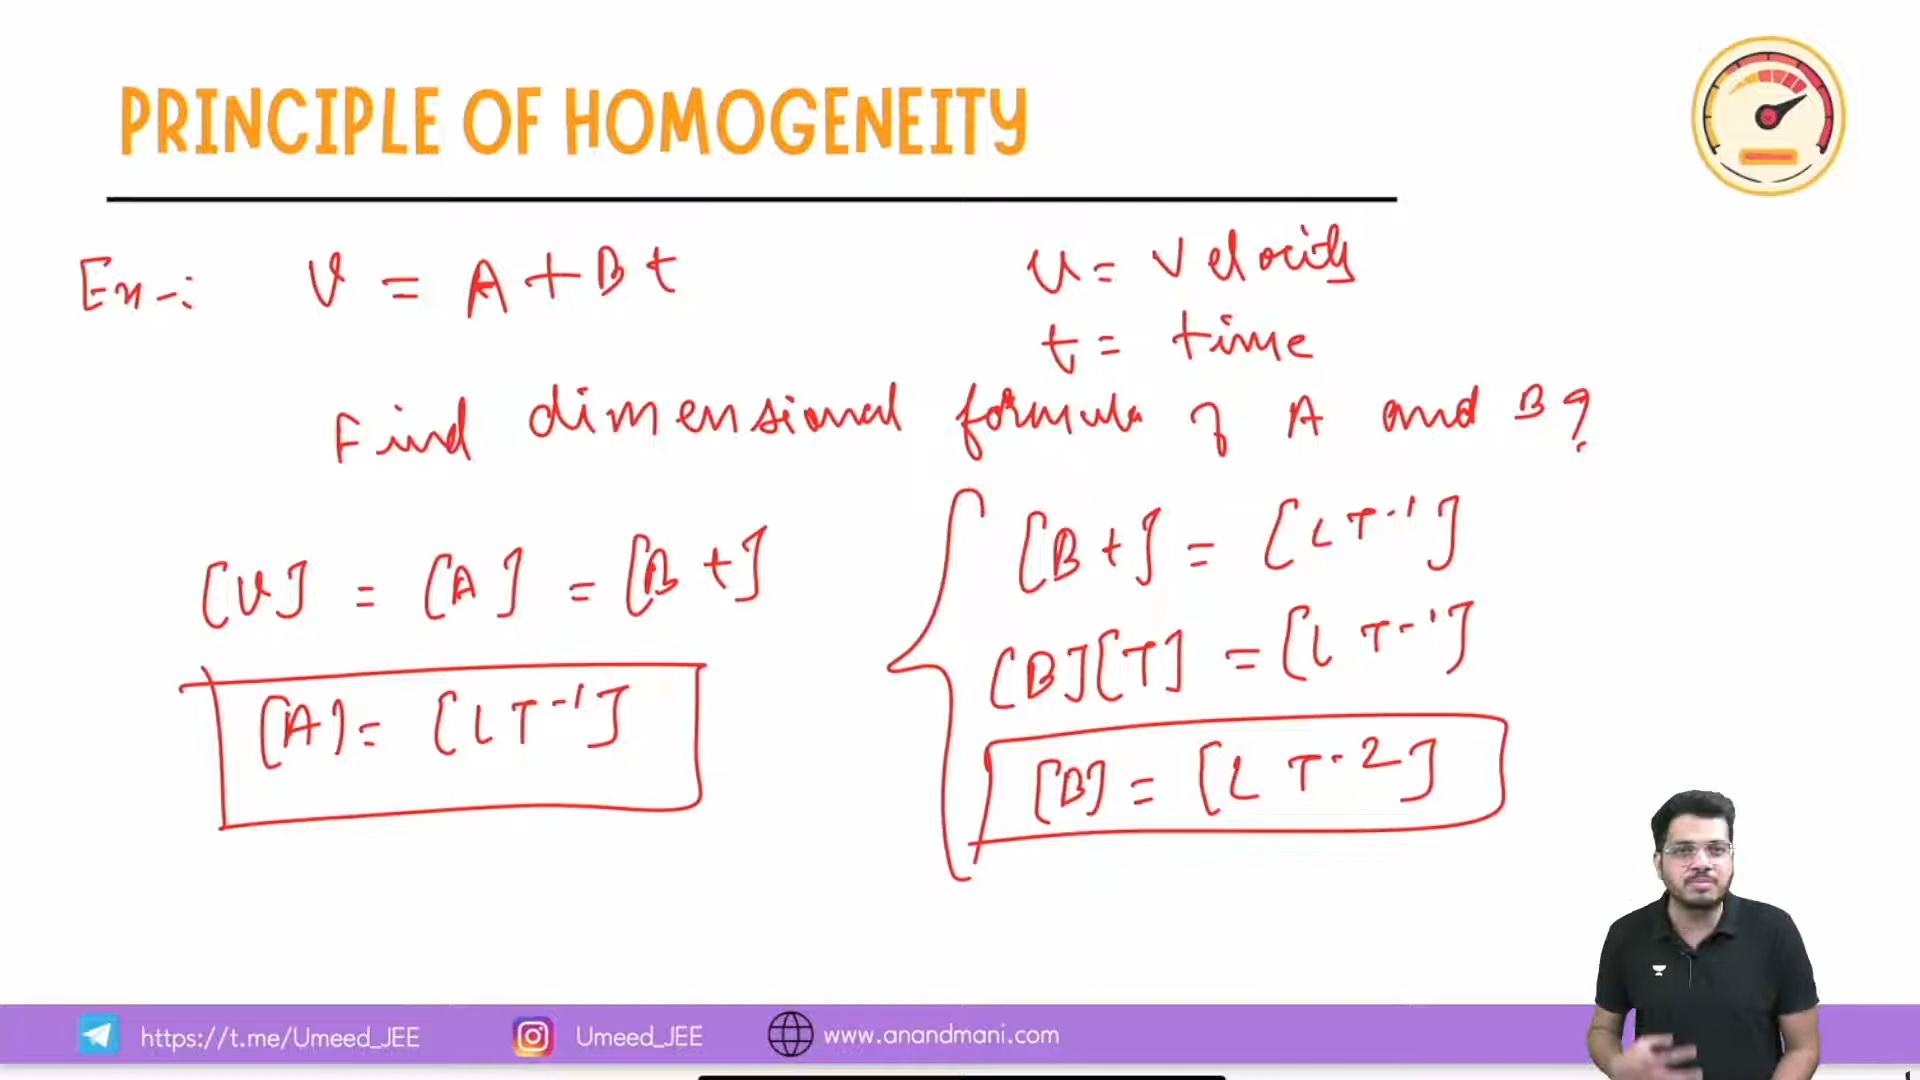 PRINCIPLE OF HOMOGENEITY
Ex-: v = A + Bt
v = velocity
t = time
Find dimensional formula of A and B?
[v] = [A] = [Bt]
[A] = [LT⁻¹]
[Bt] = [LT⁻¹]
[B][T] = [LT⁻¹]
[B] = [LT⁻²]
https://t.me/Umeed_JEE
Umeed_JEE
www.anandmani.com